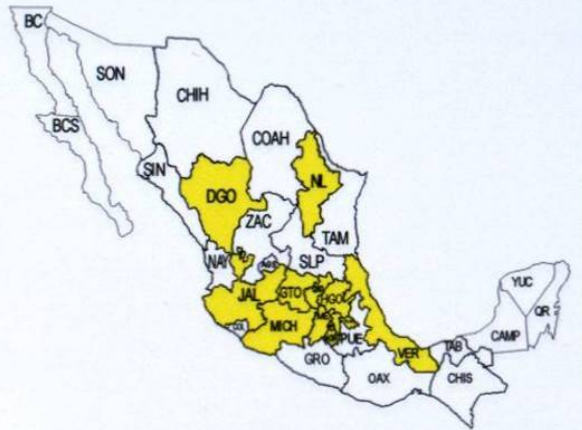 BC
SON
CHIH
BCS
COAH
SIN
DGO
NL
ZAC
TAM
NAY
SLP
JAL
GTO
HGO
MICH
PUE
GRO
OAX
VER
TAB
CHIS
CAMP
YUC
QR